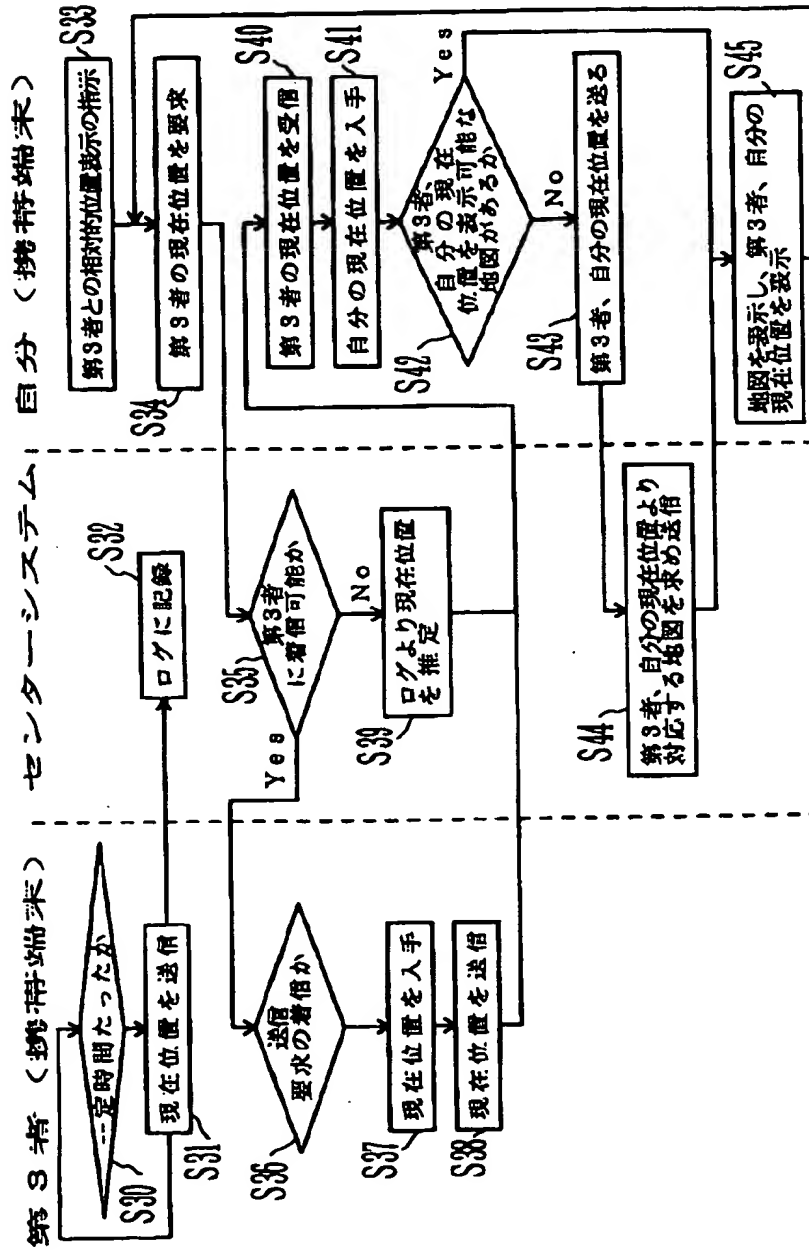 第3者（携帯端末）
センターシステム
自分（携帯端末）
一定時間たったか
S30
現在位置を送信
S31
ログに記録
S32
第3者との相対的位置表示の指示
S33
第3者の現在位置を要求
S34
第3者
に着信可能か
S35
Yes
No
送信
要求の着信か
S36
現在位置を入手
S37
現在位置を送信
S38
ログより現在位置
を推定
S39
第3者の現在位置を受信
S40
自分の現在位置を入手
S41
第3者、
自分の現在
位置を表示可能な
地図があるか
S42
Yes
No
第3者、自分の現在位置を送る
S43
第3者、自分の現在位置より
対応する地図を求め送信
S44
地図を表示し、第3者、自分の
現在位置を表示
S45